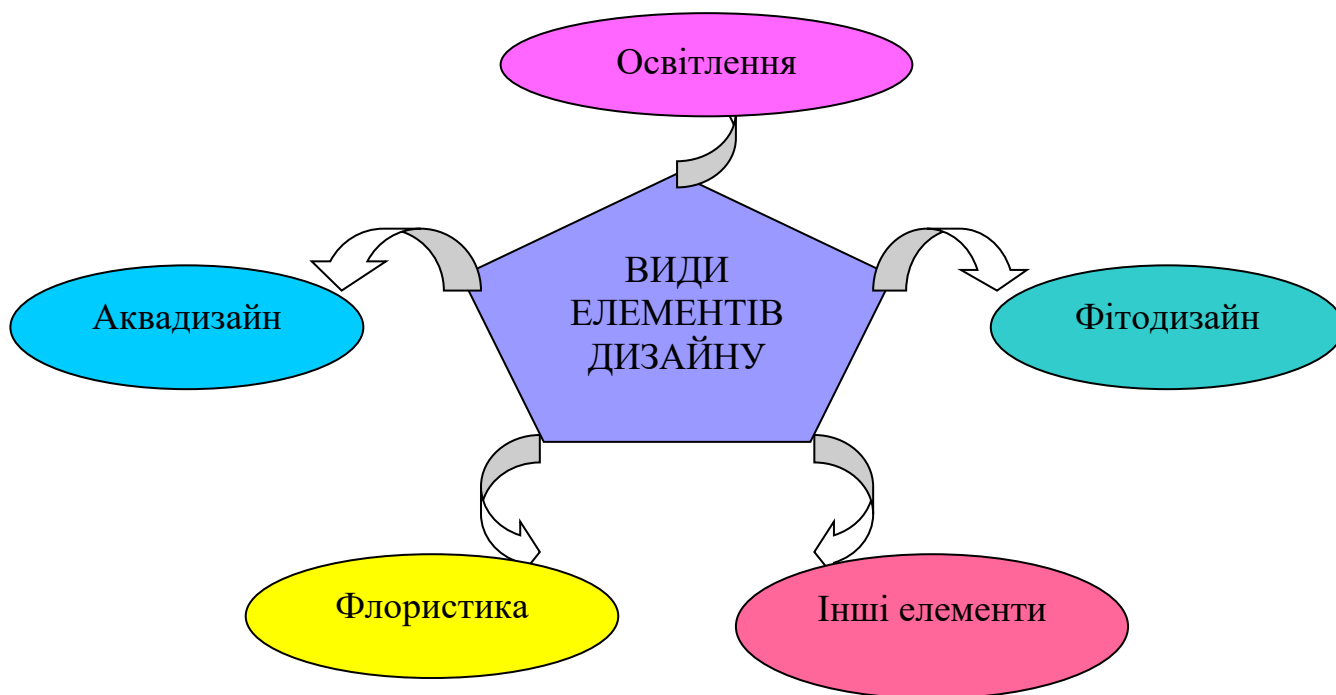 Освітлення
ВИДИ
ЕЛЕМЕНТІВ
ДИЗАЙНУ
Аквадизайн
Фітодизайн
Флористика
Інші елементи